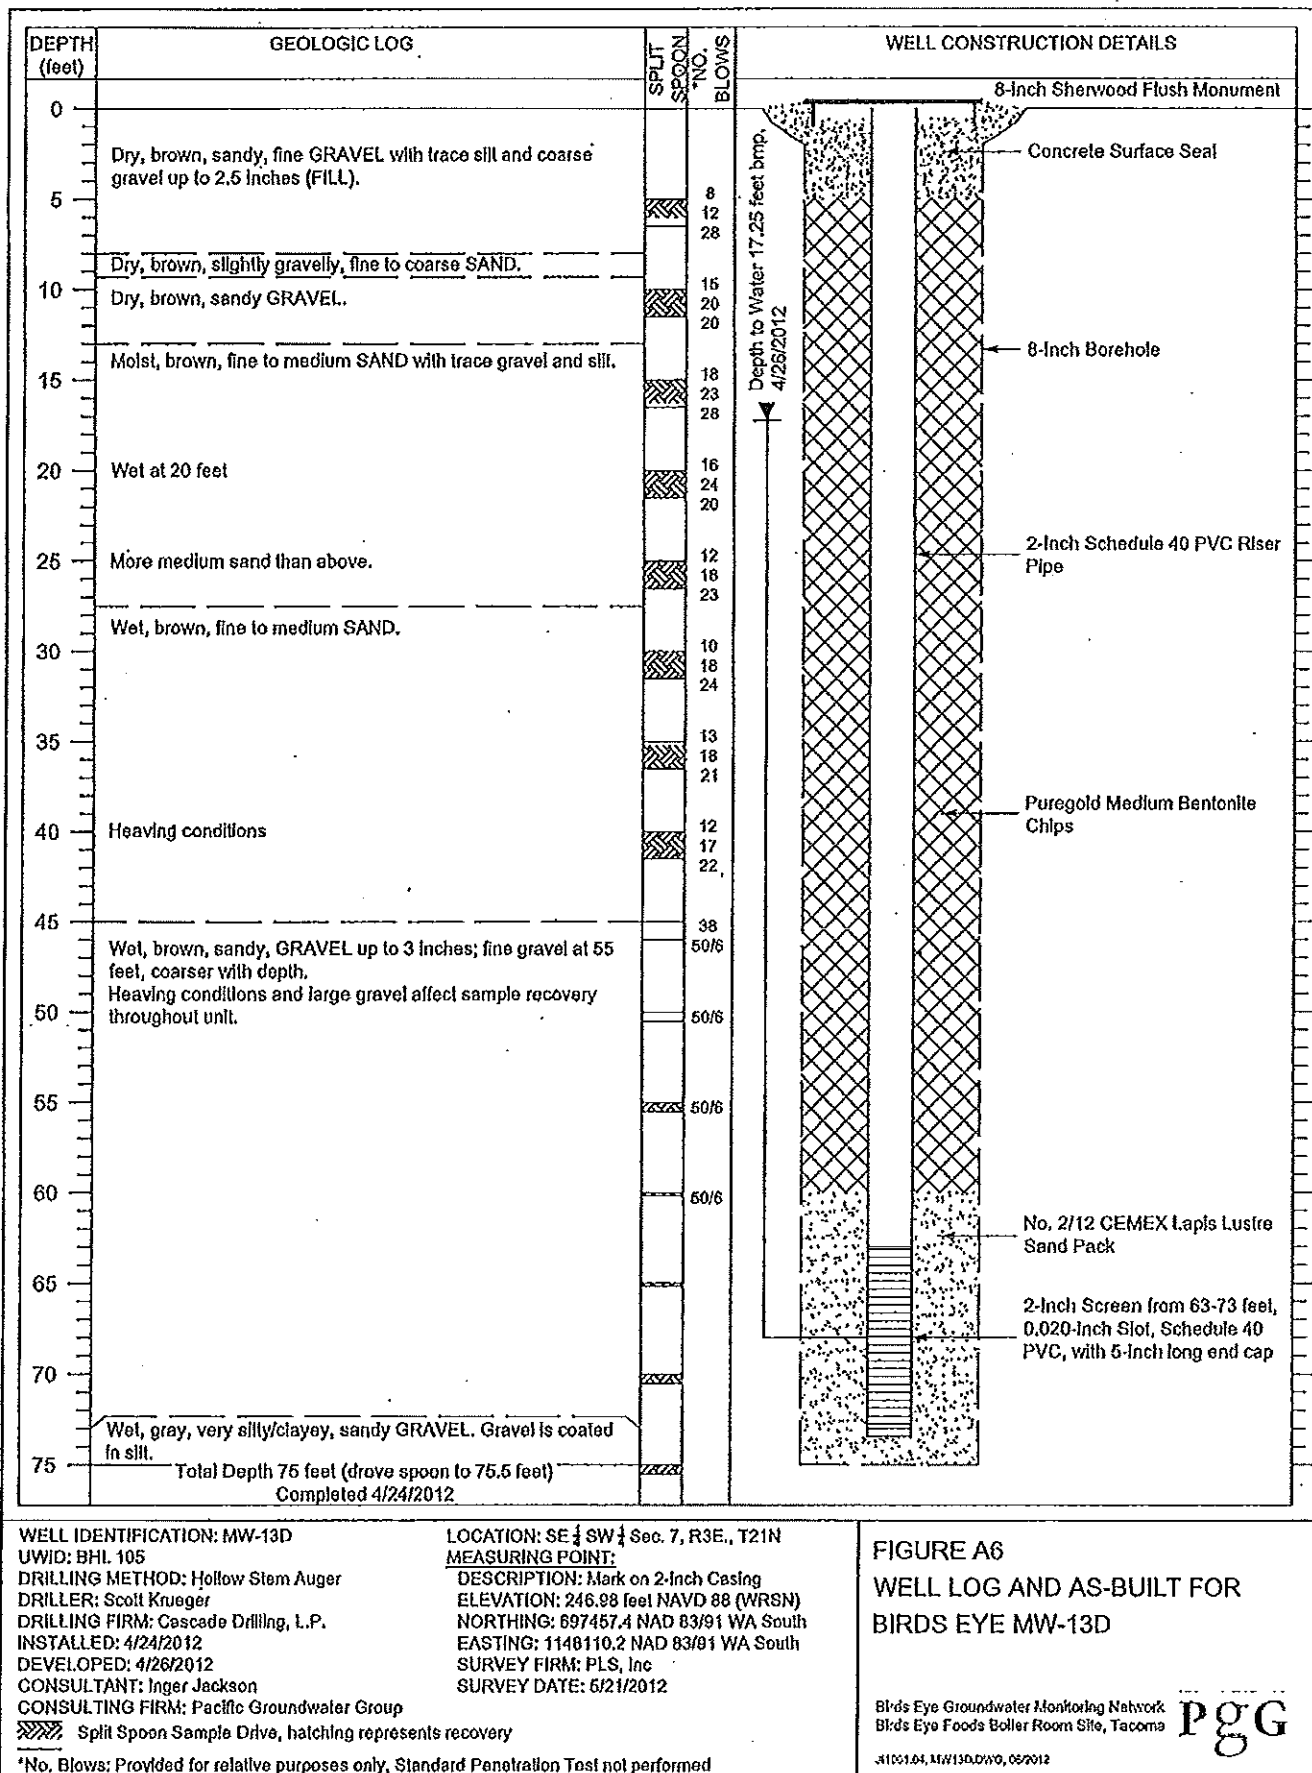 DEPTH
(feet)
GEOLOGIC LOG
SPLIT
SPOON
*NO.
BLOWS
WELL CONSTRUCTION DETAILS
8-Inch Sherwood Flush Monument
0
Dry, brown, sandy, fine GRAVEL with trace silt and coarse
gravel up to 2.5 Inches (FILL).
Concrete Surface Seal
5
8
12
28
Depth to Water 17.25 feet bmp,
4/26/2012
Dry, brown, slightly gravelly, fine to coarse SAND.
10
Dry, brown, sandy GRAVEL.
15
20
20
Moist, brown, fine to medium SAND with trace gravel and silt.
8-Inch Borehole
15
18
23
28
20
Wet at 20 feet
16
24
20
25
More medium sand than above.
12
18
23
2-Inch Schedule 40 PVC Riser
Pipe
Wet, brown, fine to medium SAND.
30
10
18
24
35
13
18
21
Puregold Medium Bentonite
Chips
40
Heaving conditions
12
17
22
45
38
50/6
Wet, brown, sandy, GRAVEL up to 3 Inches; fine gravel at 55
feet, coarser with depth.
Heaving conditions and large gravel affect sample recovery
throughout unit.
50
50/6
55
50/6
60
50/6
No. 2/12 CEMEX Lapis Lustre
Sand Pack
65
2-Inch Screen from 63-73 feet,
0.020-Inch Slot, Schedule 40
PVC, with 5-Inch long end cap
70
Wet, gray, very silty/clayey, sandy GRAVEL. Gravel is coated
in silt.
75
Total Depth 75 feet (drove spoon to 75.5 feet)
Completed 4/24/2012
WELL IDENTIFICATION: MW-13D
UWID: BHL 105
DRILLING METHOD: Hollow Stem Auger
DRILLER: Scott Krueger
DRILLING FIRM: Cascade Drilling, L.P.
INSTALLED: 4/24/2012
DEVELOPED: 4/26/2012
CONSULTANT: Inger Jackson
CONSULTING FIRM: Pacific Groundwater Group
Split Spoon Sample Drive, hatching represents recovery
*No. Blows: Provided for relative purposes only, Standard Penetration Test not performed
LOCATION: SE ¼ SW ¼ Sec. 7, R3E., T21N
MEASURING POINT:
DESCRIPTION: Mark on 2-Inch Casing
ELEVATION: 246.98 feet NAVD 88 (WRSN)
NORTHING: 697457.4 NAD 83/91 WA South
EASTING: 1148110.2 NAD 83/91 WA South
SURVEY FIRM: PLS, Inc
SURVEY DATE: 5/21/2012
FIGURE A6
WELL LOG AND AS-BUILT FOR
BIRDS EYE MW-13D
Birds Eye Groundwater Monitoring Network
Birds Eye Foods Boiler Room Site, Tacoma
PgG
MW13D.DWG, 06/2012